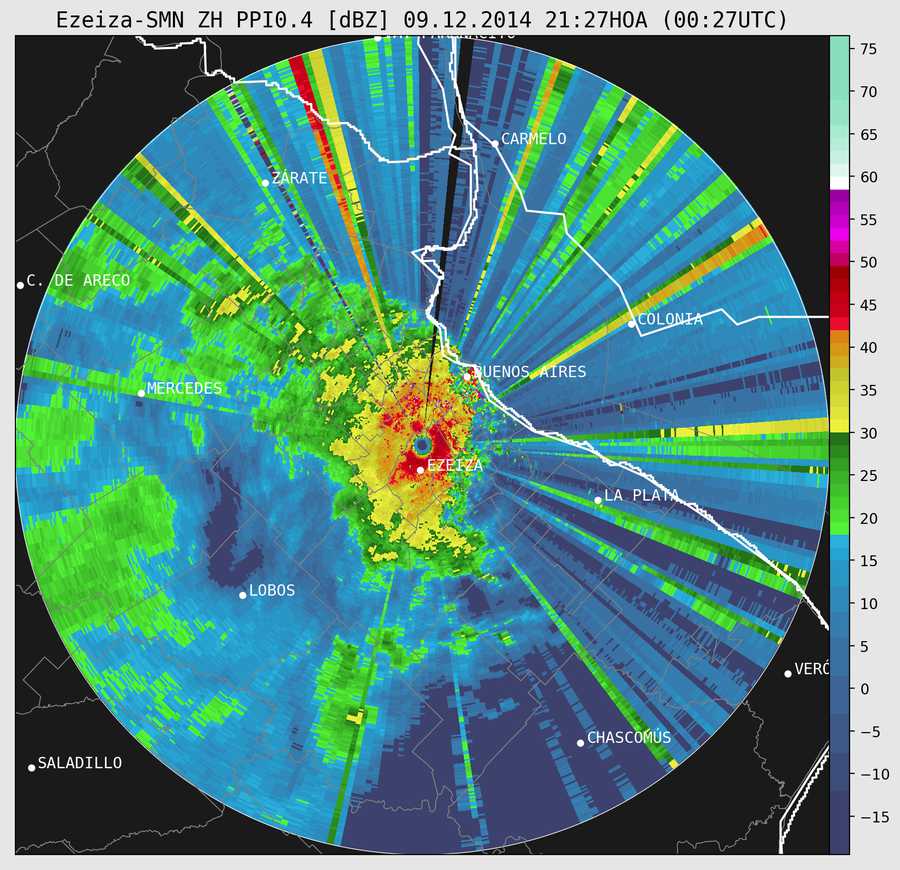 Ezeiza-SMN ZH PPI0.4 [dBZ] 09.12.2014 21:27HOA (00:27UTC)
CARMELO
ZÁRATE
C. DE ARECO
COLONIA
BUENOS AIRES
MERCEDES
EZEIZA
LA PLATA
LOBOS
VERÓ
CHASCOMÚS
SALADILLO
75
70
65
60
55
50
45
40
35
30
25
20
15
10
5
0
−5
−10
−15